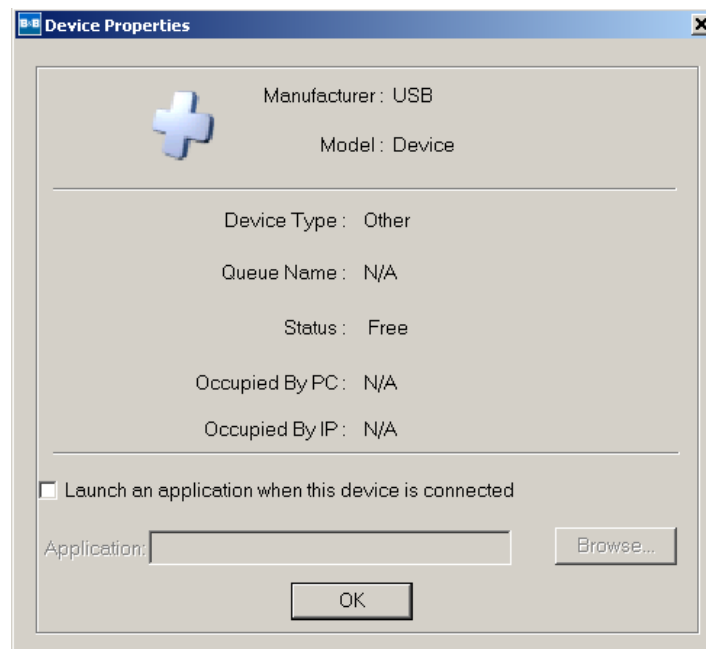 B&B Device Properties
Manufacturer : USB
Model : Device
Device Type : Other
Queue Name : N/A
Status : Free
Occupied By PC : N/A
Occupied By IP : N/A
Launch an application when this device is connected
Application:
Browse...
OK